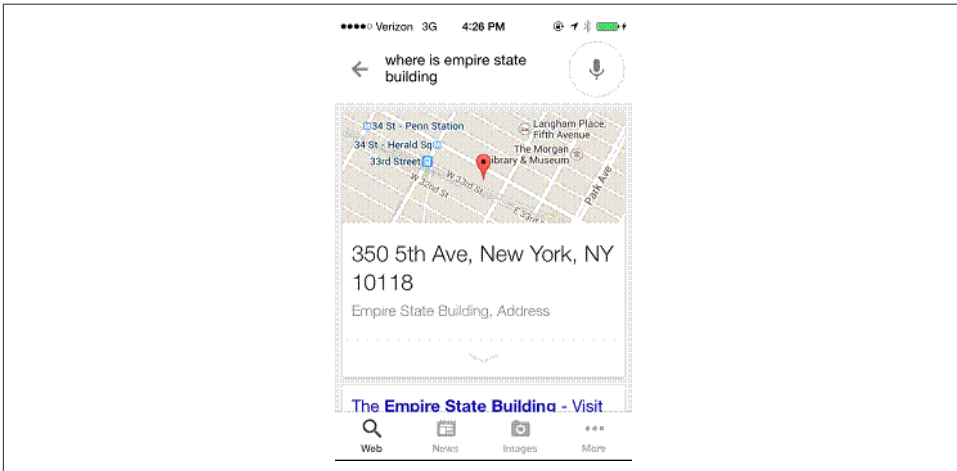 Verizon 3G 4:26 PM
where is empire state
building
34 St - Penn Station
Langham Place,
Fifth Avenue
34 St - Herald Sq
The Morgan
Library & Museum
33rd Street
W 32nd St
W 33rd St
E 33rd
Park Ave
350 5th Ave, New York, NY
10118
Empire State Building, Address
The Empire State Building - Visit
Web News Images More